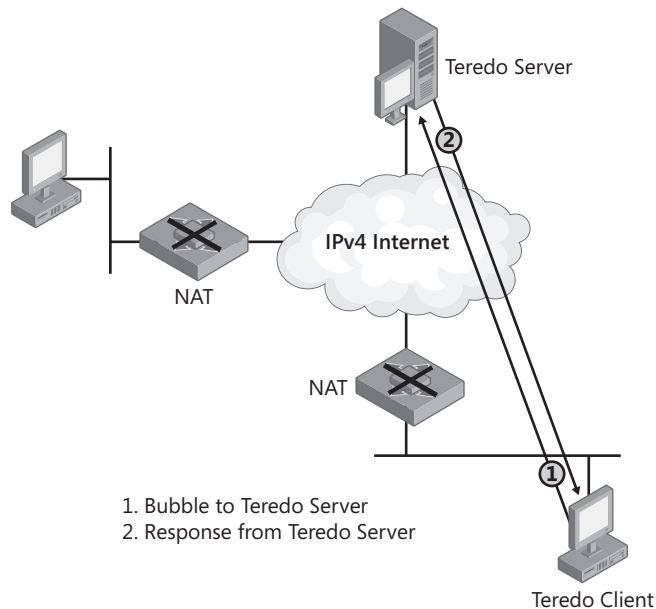 Teredo Server
2
IPv4 Internet
NAT
NAT
1
1. Bubble to Teredo Server
2. Response from Teredo Server
Teredo Client